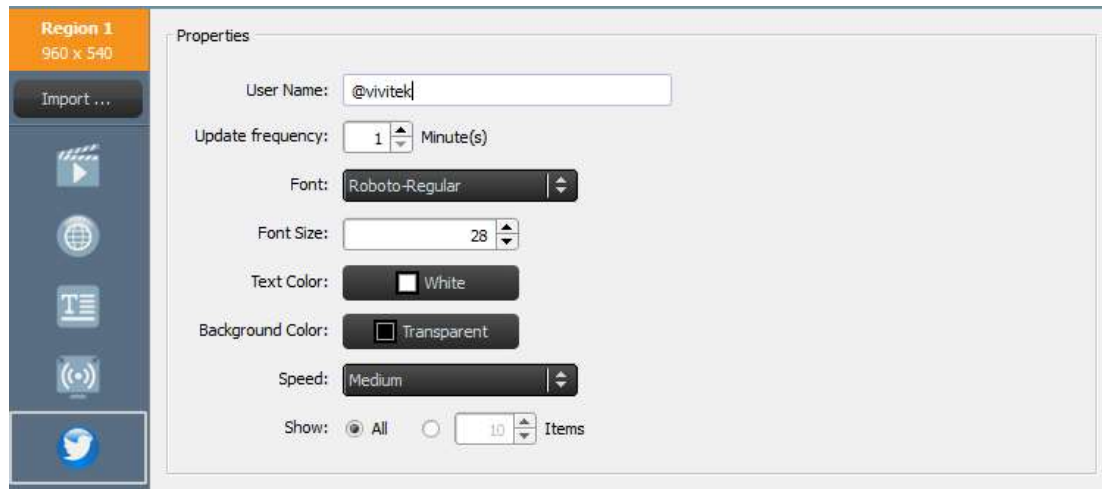 Region 1
960 x 540
Import ...
Properties
User Name: @vivitek
Update frequency: 1 Minute(s)
Font: Roboto-Regular
Font Size: 28
Text Color: White
Background Color: Transparent
Speed: Medium
Show: All 10 Items